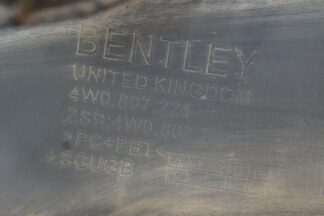 BENTLEY
UNITED KINGDOM
4W0.807.221
ZSB.4W0.807
>PC+PBT<